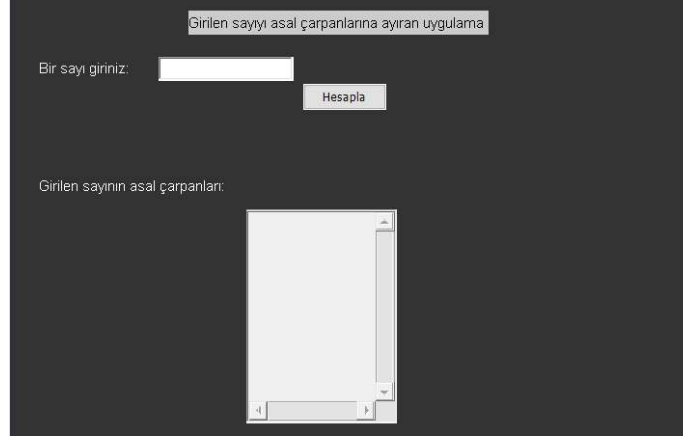 Girilen sayıyı asal çarpanlarına ayıran uygulama
Bir sayı giriniz:
Hesapla
Girilen sayının asal çarpanları: